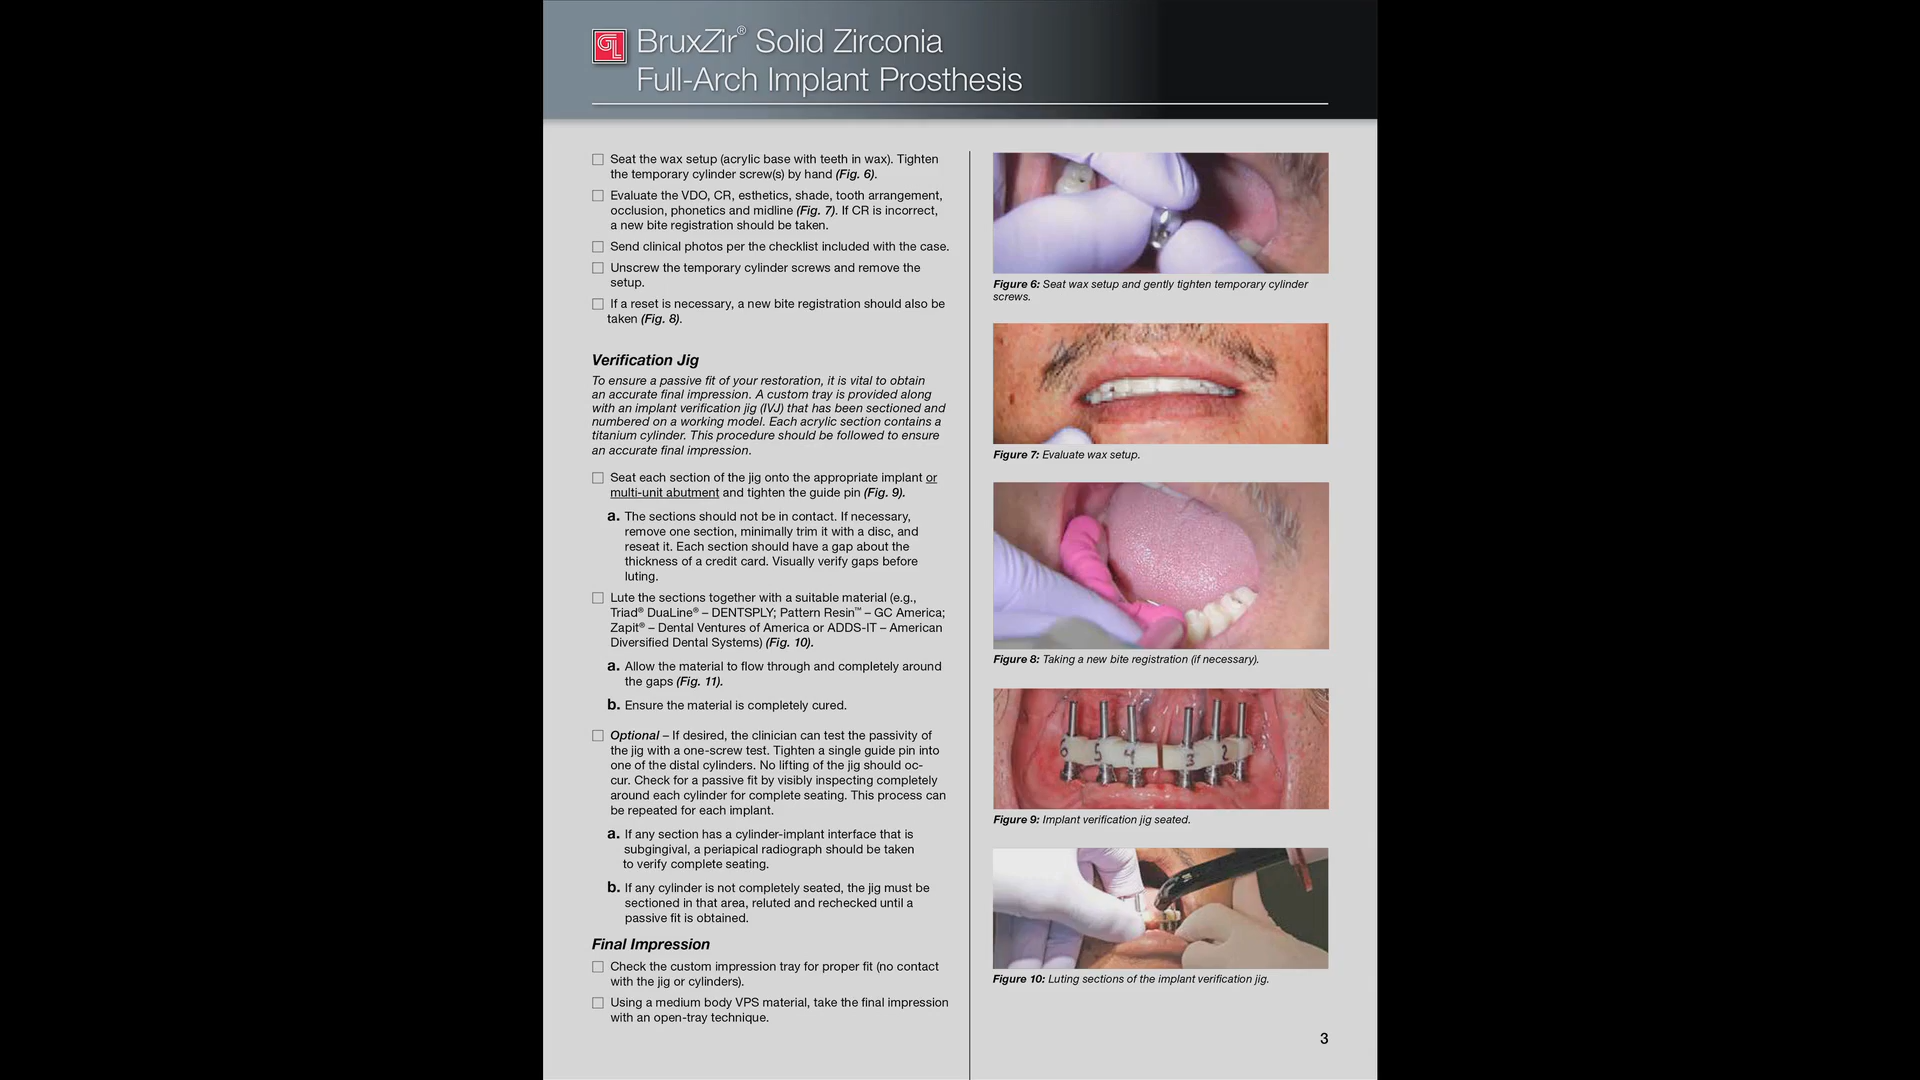 BruxZir® Solid Zirconia
Full-Arch Implant Prosthesis
Seat the wax setup (acrylic base with teeth in wax). Tighten
the temporary cylinder screw(s) by hand (Fig. 6).
Evaluate the VDO, CR, esthetics, shade, tooth arrangement,
occlusion, phonetics and midline (Fig. 7). If CR is incorrect,
a new bite registration should be taken.
Send clinical photos per the checklist included with the case.
Unscrew the temporary cylinder screws and remove the
setup.
If a reset is necessary, a new bite registration should also be
taken (Fig. 8).
Verification Jig
To ensure a passive fit of your restoration, it is vital to obtain
an accurate final impression. A custom tray is provided along
with an implant verification jig (IVJ) that has been sectioned and
numbered on a working model. Each acrylic section contains a
titanium cylinder. This procedure should be followed to ensure
an accurate final impression.
Seat each section of the jig onto the appropriate implant or
multi-unit abutment and tighten the guide pin (Fig. 9).
a. The sections should not be in contact. If necessary,
remove one section, minimally trim it with a disc, and
reseat it. Each section should have a gap about the
thickness of a credit card. Visually verify gaps before
luting.
Lute the sections together with a suitable material (e.g.,
Triad® DuaLine® – DENTSPLY; Pattern Resin™ – GC America;
Zapit® – Dental Ventures of America or ADDS-IT – American
Diversified Dental Systems) (Fig. 10).
a. Allow the material to flow through and completely around
the gaps (Fig. 11).
b. Ensure the material is completely cured.
Optional – If desired, the clinician can test the passivity of
the jig with a one-screw test. Tighten a single guide pin into
one of the distal cylinders. No lifting of the jig should oc-
cur. Check for a passive fit by visibly inspecting completely
around each cylinder for complete seating. This process can
be repeated for each implant.
a. If any section has a cylinder-implant interface that is
subgingival, a periapical radiograph should be taken
to verify complete seating.
b. If any cylinder is not completely seated, the jig must be
sectioned in that area, reluted and rechecked until a
passive fit is obtained.
Final Impression
Check the custom impression tray for proper fit (no contact
with the jig or cylinders).
Using a medium body VPS material, take the final impression
with an open-tray technique.
Figure 6: Seat wax setup and gently tighten temporary cylinder
screws.
Figure 7: Evaluate wax setup.
Figure 8: Taking a new bite registration (if necessary).
6 5 4 3 2
Figure 9: Implant verification jig seated.
Figure 10: Luting sections of the implant verification jig.
3